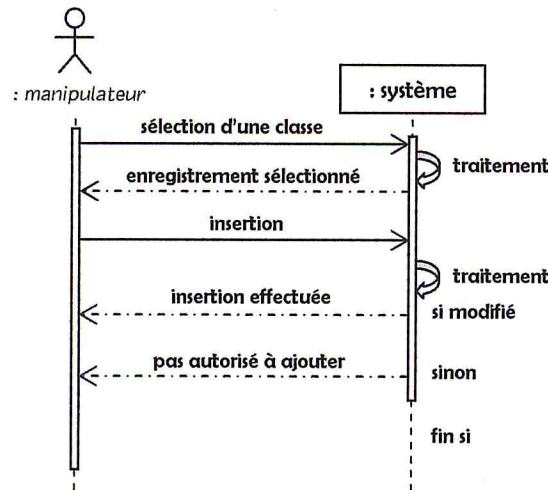 : manipulateur
: système
sélection d'une classe
traitement
enregistrement sélectionné
insertion
traitement
insertion effectuée
si modifié
pas autorisé à ajouter
sinon
fin si